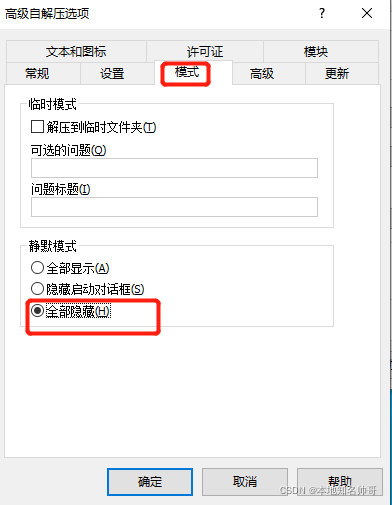 高级自解压选项
?
文本和图标 许可证 模块
常规 设置 模式 高级 更新
临时模式
解压到临时文件夹(T)
可选的问题(Q)
问题标题(I)
静默模式
全部显示(A)
隐藏启动对话框(S)
全部隐藏(H)
确定 取消 帮助
CSDN @本地知名帅哥